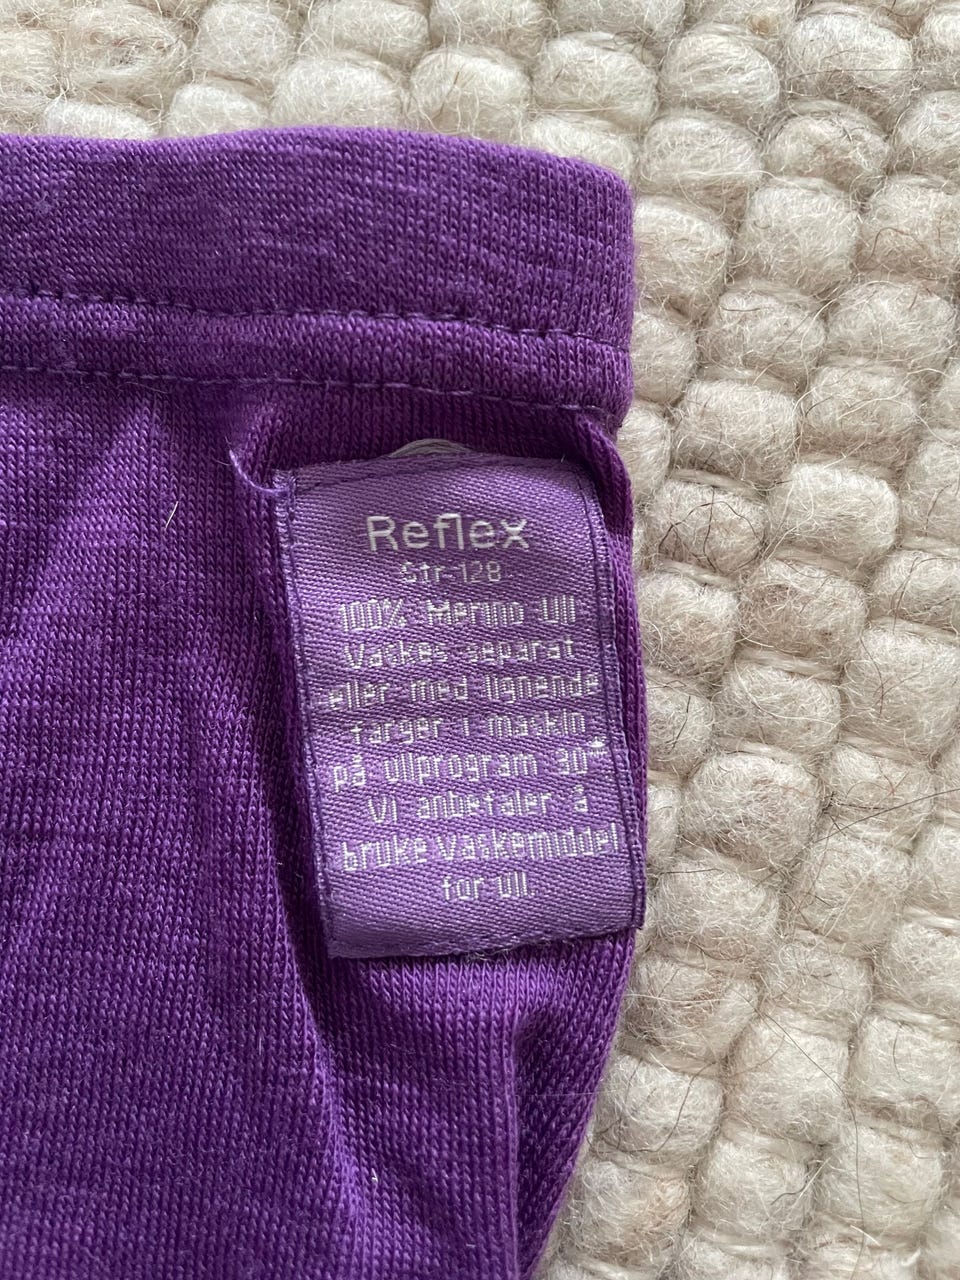 Reflex
Str-128
100% Merino Ull
Vaskes separat
eller med lignende
farger i maskin
på ullprogram 30°
Vi anbefaler å
bruke Vaskemiddel
for ull.